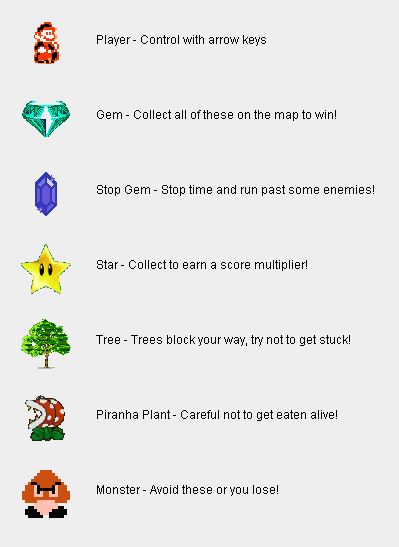 Player - Control with arrow keys
Gem - Collect all of these on the map to win!
Stop Gem - Stop time and run past some enemies!
Star - Collect to earn a score multiplier!
Tree - Trees block your way, try not to get stuck!
Piranha Plant - Careful not to get eaten alive!
Monster - Avoid these or you lose!